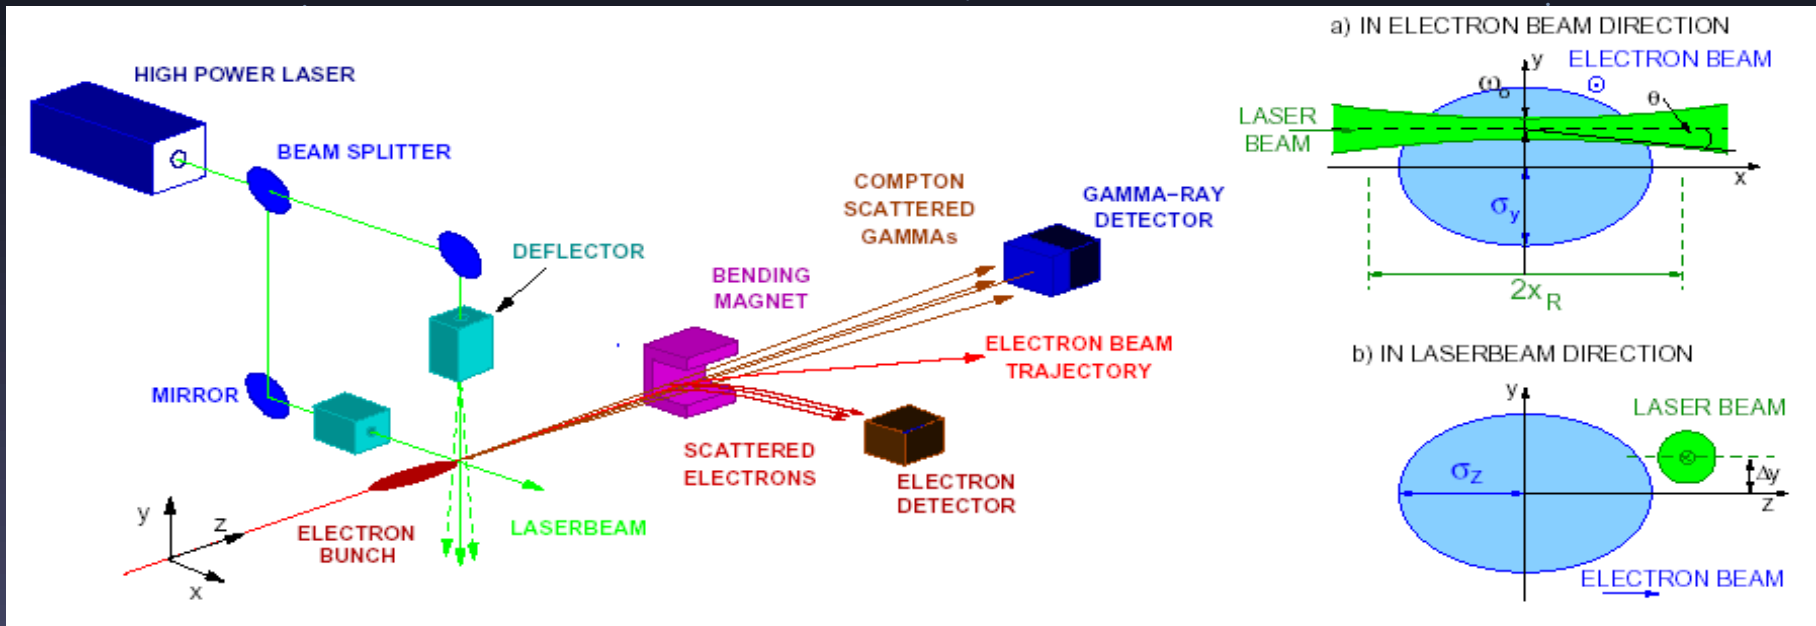 HIGH POWER LASER
BEAM SPLITTER
DEFLECTOR
MIRROR
BENDING
MAGNET
COMPTON
SCATTERED
GAMMAs
GAMMA-RAY
DETECTOR
ELECTRON BEAM
TRAJECTORY
SCATTERED
ELECTRONS
ELECTRON
DETECTOR
LASERBEAM
ELECTRON
BUNCH
y
z
x
a) IN ELECTRON BEAM DIRECTION
y
ELECTRON BEAM
ω₀
θ
LASER
BEAM
x
σy
2xR
b) IN LASERBEAM DIRECTION
y
LASER BEAM
σz
Δy
z
ELECTRON BEAM